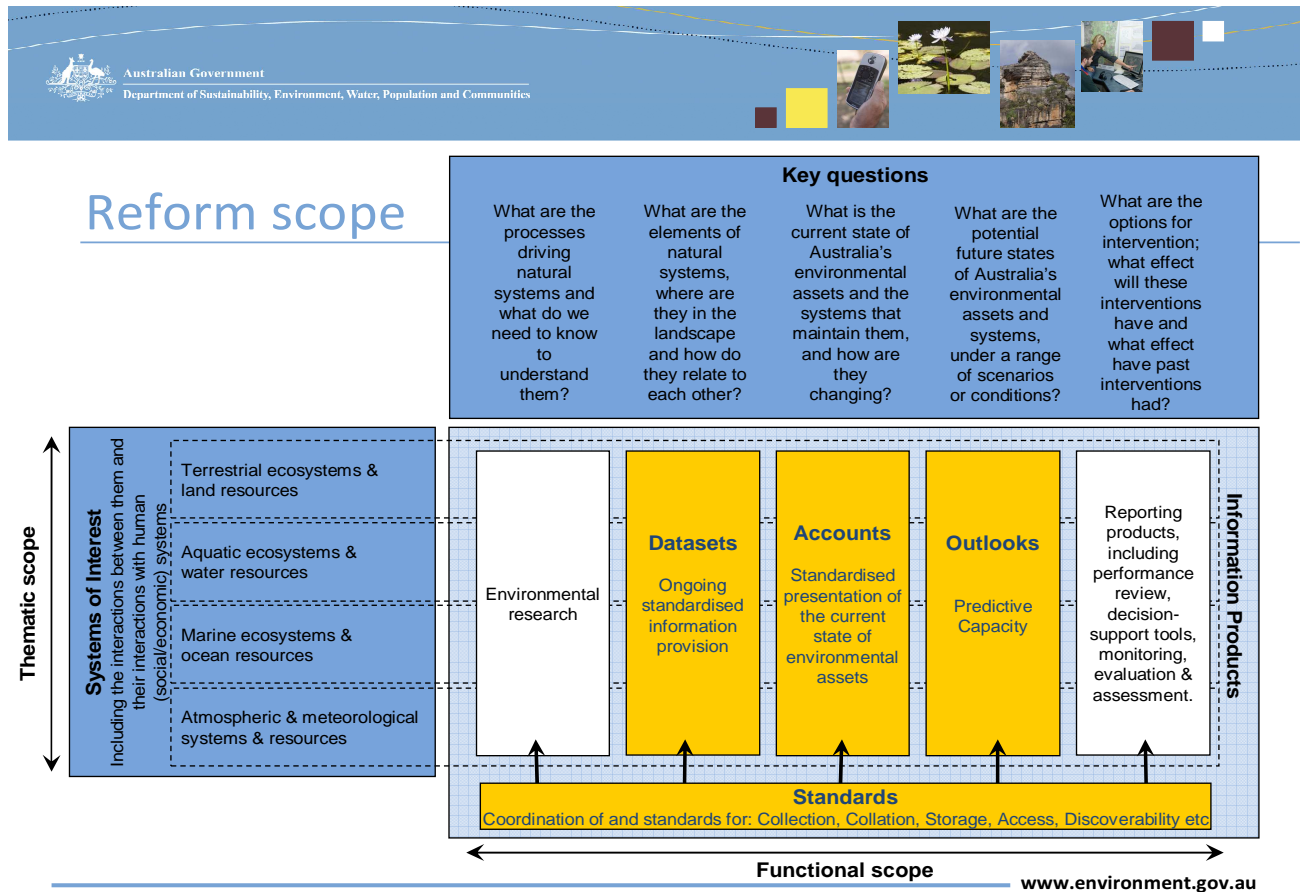 Australian Government
Department of Sustainability, Environment, Water, Population and Communities
Reform scope
Key questions
What are the
processes
driving
natural
systems and
what do we
need to know
to
understand
them?
What are the
elements of
natural
systems,
where are
they in the
landscape
and how do
they relate to
each other?
What is the
current state of
Australia's
environmental
assets and the
systems that
maintain them,
and how are
they
changing?
What are the
potential
future states
of Australia's
environmental
assets and
systems,
under a range
of scenarios
or conditions?
What are the
options for
intervention;
what effect
will these
interventions
have and
what effect
have past
interventions
had?
Thematic scope
Systems of Interest
Including the interactions between them and
their interactions with human
(social/economic) systems
Terrestrial ecosystems &
land resources
Aquatic ecosystems &
water resources
Marine ecosystems &
ocean resources
Atmospheric & meteorological
systems & resources
Environmental
research
Datasets
Ongoing
standardised
information
provision
Accounts
Standardised
presentation of
the current
state of
environmental
assets
Outlooks
Predictive
Capacity
Reporting
products,
including
performance
review,
decision-
support tools,
monitoring,
evaluation &
assessment.
Information Products
Standards
Coordination of and standards for: Collection, Collation, Storage, Access, Discoverability etc
Functional scope
www.environment.gov.au